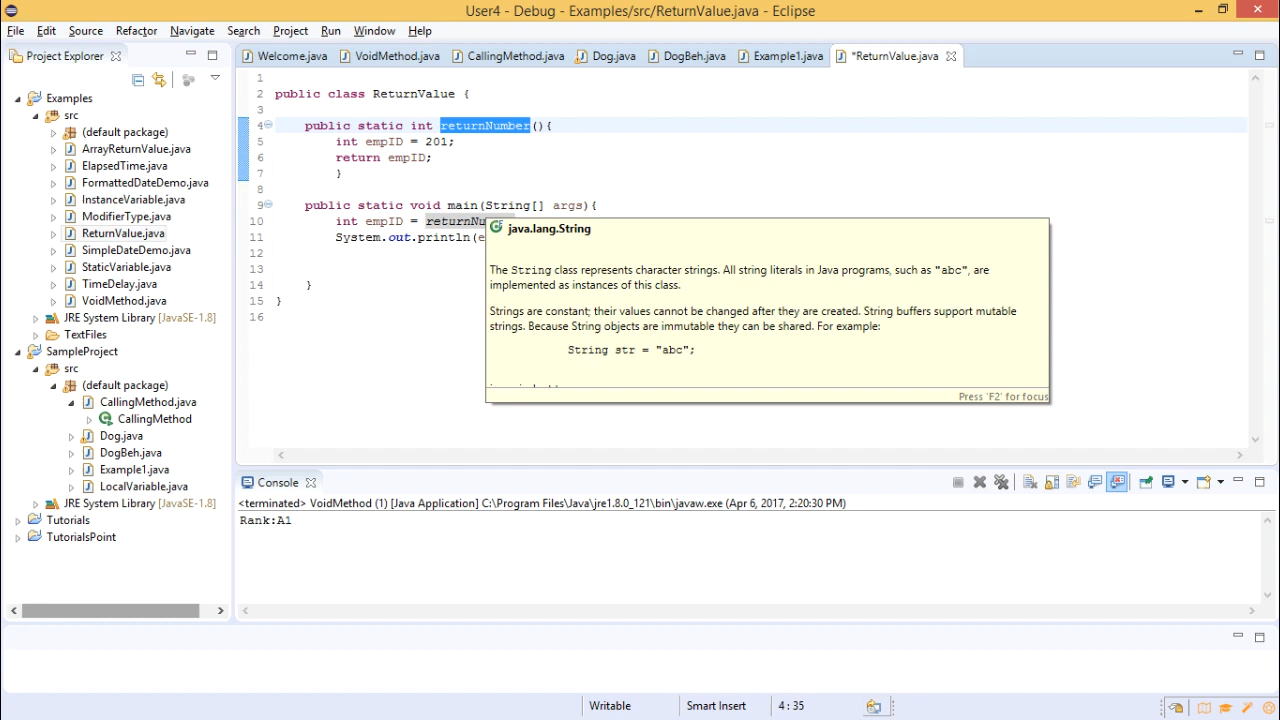 User4 - Debug - Examples/src/ReturnValue.java - Eclipse
File Edit Source Refactor Navigate Search Project Run Window Help
Project Explorer
Welcome.java VoidMethod.java CallingMethod.java Dog.java DogBeh.java Example1.java *ReturnValue.java
Examples
src
(default package)
ArrayReturnValue.java
ElapsedTime.java
FormattedDateDemo.java
InstanceVariable.java
ModifierType.java
ReturnValue.java
SimpleDateDemo.java
StaticVariable.java
TimeDelay.java
VoidMethod.java
JRE System Library [JavaSE-1.8]
TextFiles
SampleProject
src
(default package)
CallingMethod.java
CallingMethod
Dog.java
DogBeh.java
Example1.java
LocalVariable.java
JRE System Library [JavaSE-1.8]
Tutorials
TutorialsPoint
1
2 public class ReturnValue {
3
4 public static int returnNumber(){
5 int empID = 201;
6 return empID;
7 }
8
9 public static void main(String[] args){
10 int empID = returnNu
11 System.out.println(e
12
13
14 }
15 }
16
java.lang.String
The String class represents character strings. All string literals in Java programs, such as "abc", are
implemented as instances of this class.
Strings are constant; their values cannot be changed after they are created. String buffers support mutable
strings. Because String objects are immutable they can be shared. For example:
String str = "abc";
Press 'F2' for focus
Console
<terminated> VoidMethod (1) [Java Application] C:\Program Files\Java\jre1.8.0_121\bin\javaw.exe (Apr 6, 2017, 2:20:30 PM)
Rank:A1
Writable Smart Insert 4 : 35